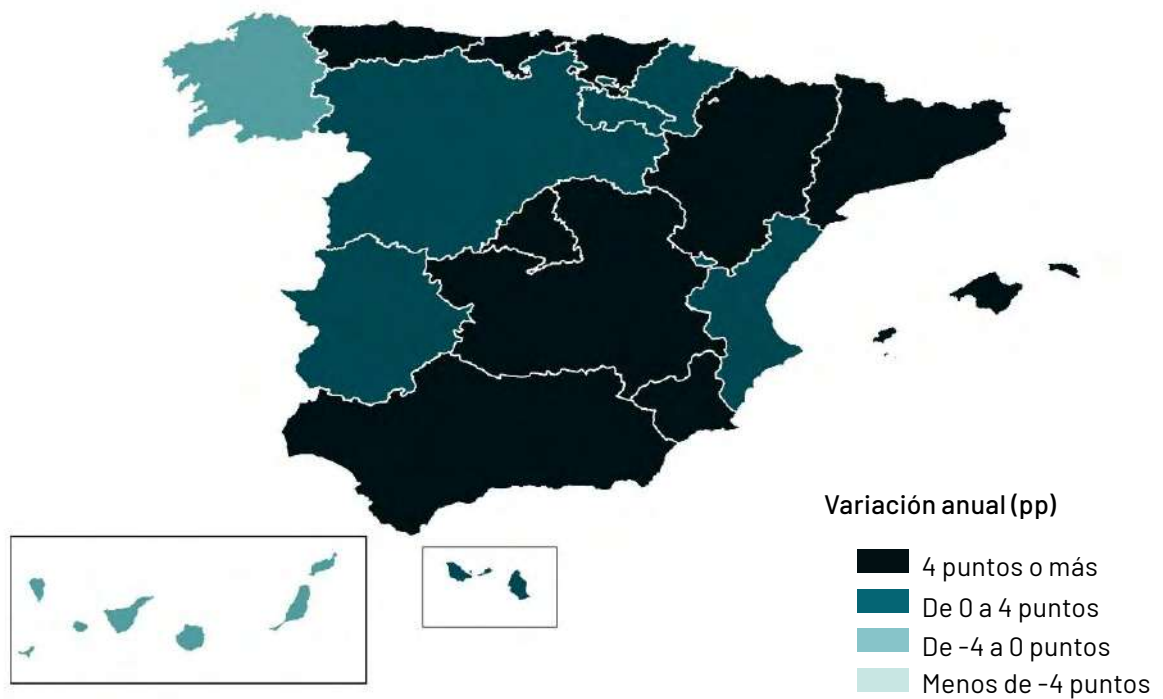 Variación anual (pp)
4 puntos o más
De 0 a 4 puntos
De -4 a 0 puntos
Menos de -4 puntos